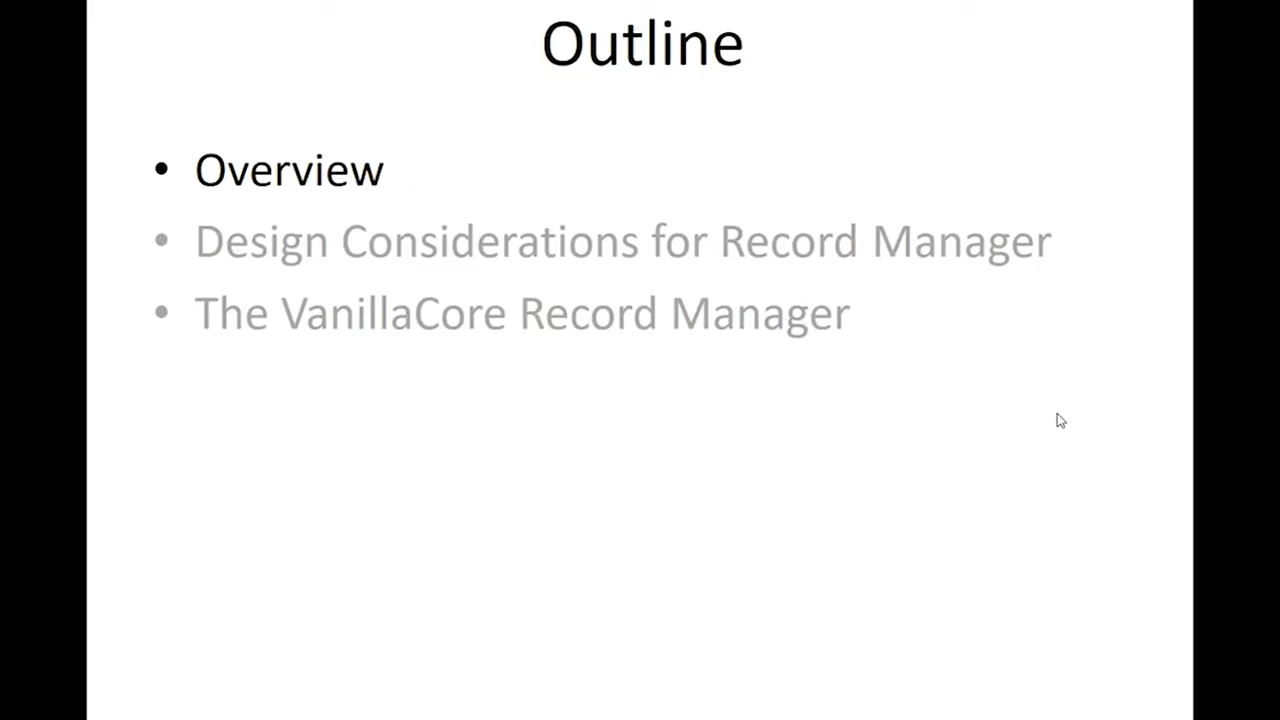 Outline
• Overview
• Design Considerations for Record Manager
• The VanillaCore Record Manager